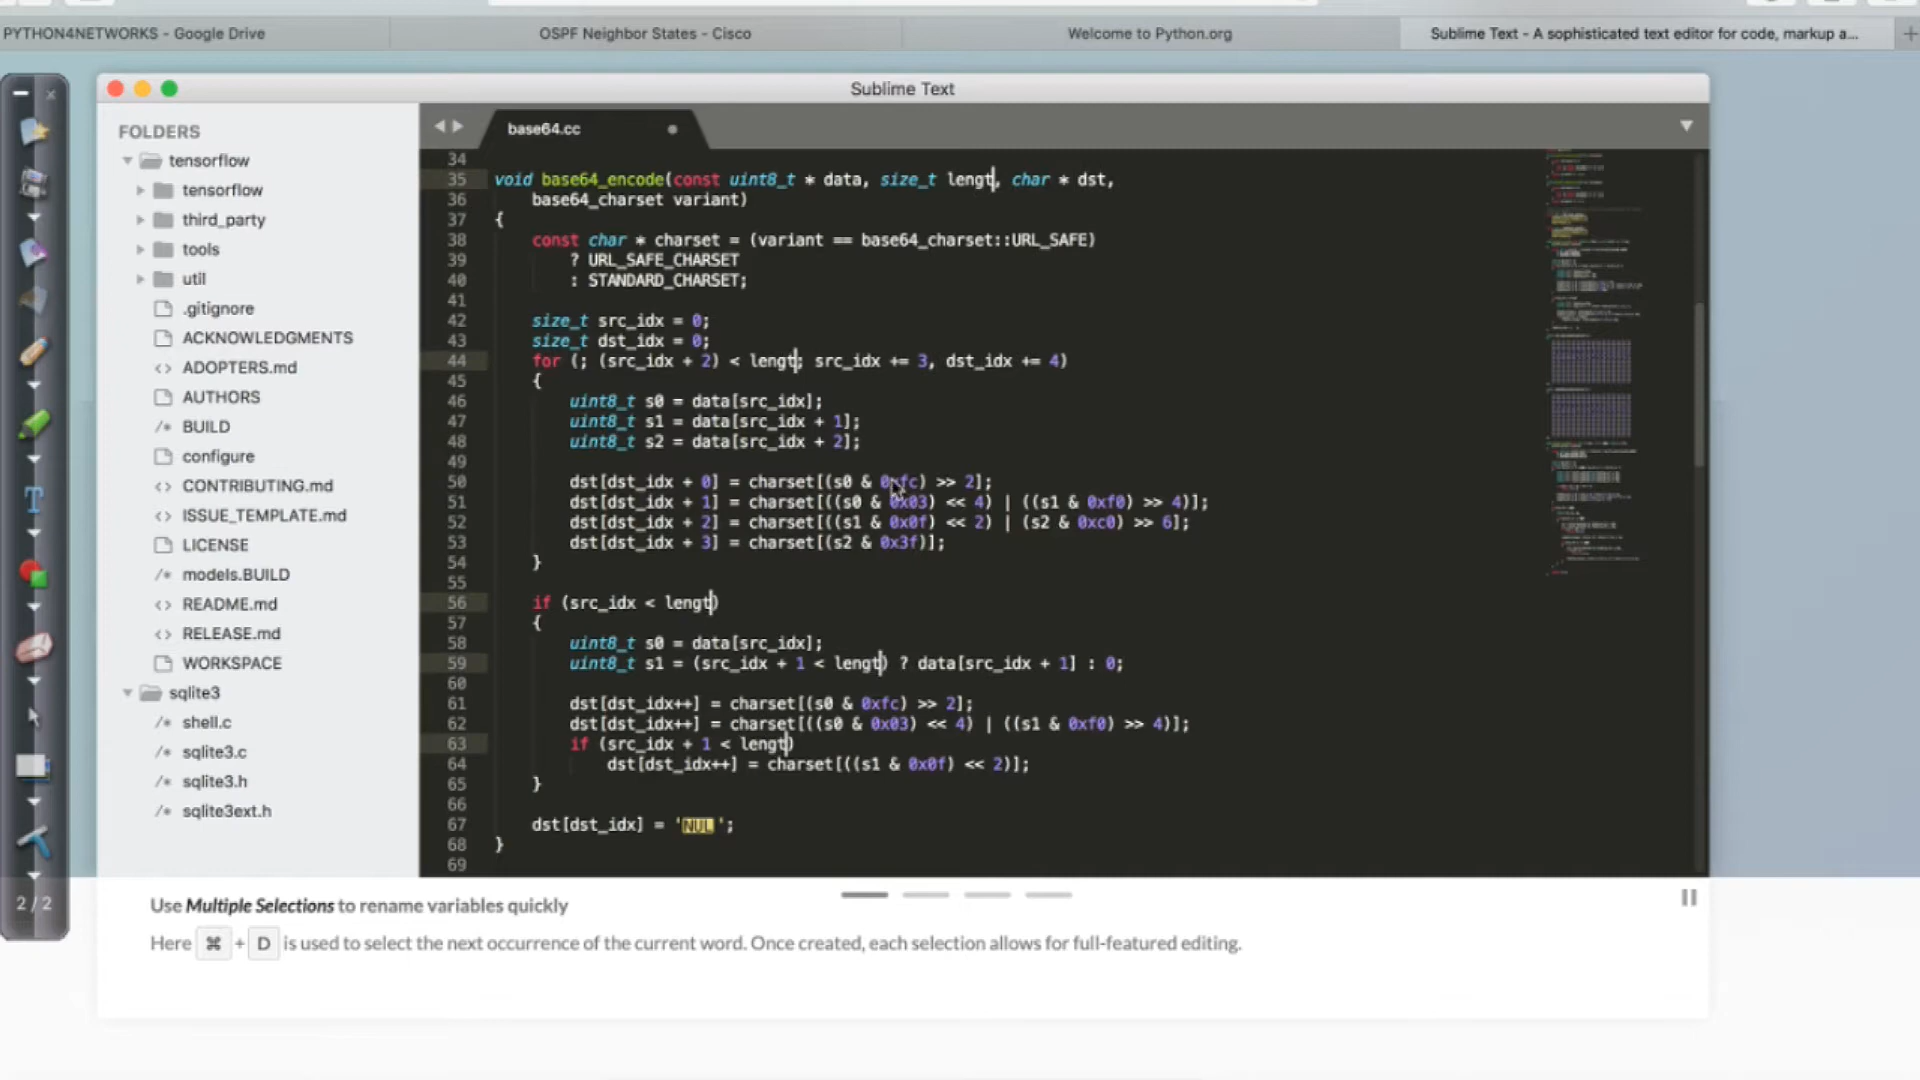 PYTHON4NETWORKS - Google Drive
OSPF Neighbor States - Cisco
Welcome to Python.org
Sublime Text - A sophisticated text editor for code, markup a...
Sublime Text
FOLDERS
tensorflow
tensorflow
third_party
tools
util
.gitignore
ACKNOWLEDGMENTS
<> ADOPTERS.md
AUTHORS
/* BUILD
configure
<> CONTRIBUTING.md
<> ISSUE_TEMPLATE.md
LICENSE
/* models.BUILD
<> README.md
<> RELEASE.md
WORKSPACE
sqlite3
/* shell.c
/* sqlite3.c
/* sqlite3.h
/* sqlite3ext.h
2 / 2
base64.cc
34
35 void base64_encode(const uint8_t * data, size_t lengt, char * dst,
36     base64_charset variant)
37 {
38     const char * charset = (variant == base64_charset::URL_SAFE)
39         ? URL_SAFE_CHARSET
40         : STANDARD_CHARSET;
41
42     size_t src_idx = 0;
43     size_t dst_idx = 0;
44     for (; (src_idx + 2) < lengt; src_idx += 3, dst_idx += 4)
45     {
46         uint8_t s0 = data[src_idx];
47         uint8_t s1 = data[src_idx + 1];
48         uint8_t s2 = data[src_idx + 2];
49
50         dst[dst_idx + 0] = charset[(s0 & 0xfc) >> 2];
51         dst[dst_idx + 1] = charset[((s0 & 0x03) << 4) | ((s1 & 0xf0) >> 4)];
52         dst[dst_idx + 2] = charset[((s1 & 0x0f) << 2) | (s2 & 0xc0) >> 6];
53         dst[dst_idx + 3] = charset[(s2 & 0x3f)];
54     }
55
56     if (src_idx < lengt)
57     {
58         uint8_t s0 = data[src_idx];
59         uint8_t s1 = (src_idx + 1 < lengt) ? data[src_idx + 1] : 0;
60
61         dst[dst_idx++] = charset[(s0 & 0xfc) >> 2];
62         dst[dst_idx++] = charset[((s0 & 0x03) << 4) | ((s1 & 0xf0) >> 4)];
63         if (src_idx + 1 < lengt)
64             dst[dst_idx++] = charset[((s1 & 0x0f) << 2)];
65     }
66
67     dst[dst_idx] = 'NUL';
68 }
69
Use Multiple Selections to rename variables quickly
Here ⌘ + D is used to select the next occurrence of the current word. Once created, each selection allows for full-featured editing.